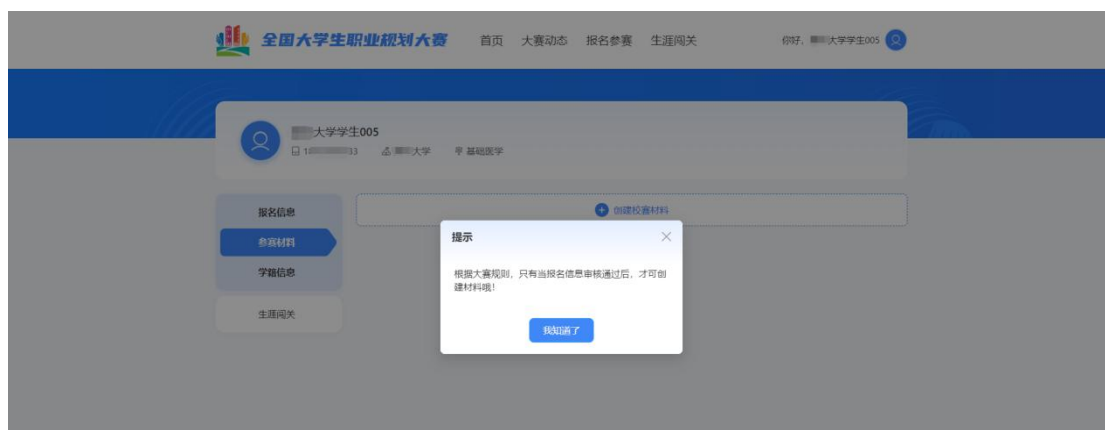 全国大学生职业规划大赛 首页 大赛动态 报名参赛 生涯闯关 你好，大学学生005
大学学生005
1 33 大学 基础医学
报名信息
创建校赛材料
参赛材料
学籍信息
生涯闯关
提示
根据大赛规则，只有当报名信息审核通过后，才可创
建材料哦！
我知道了